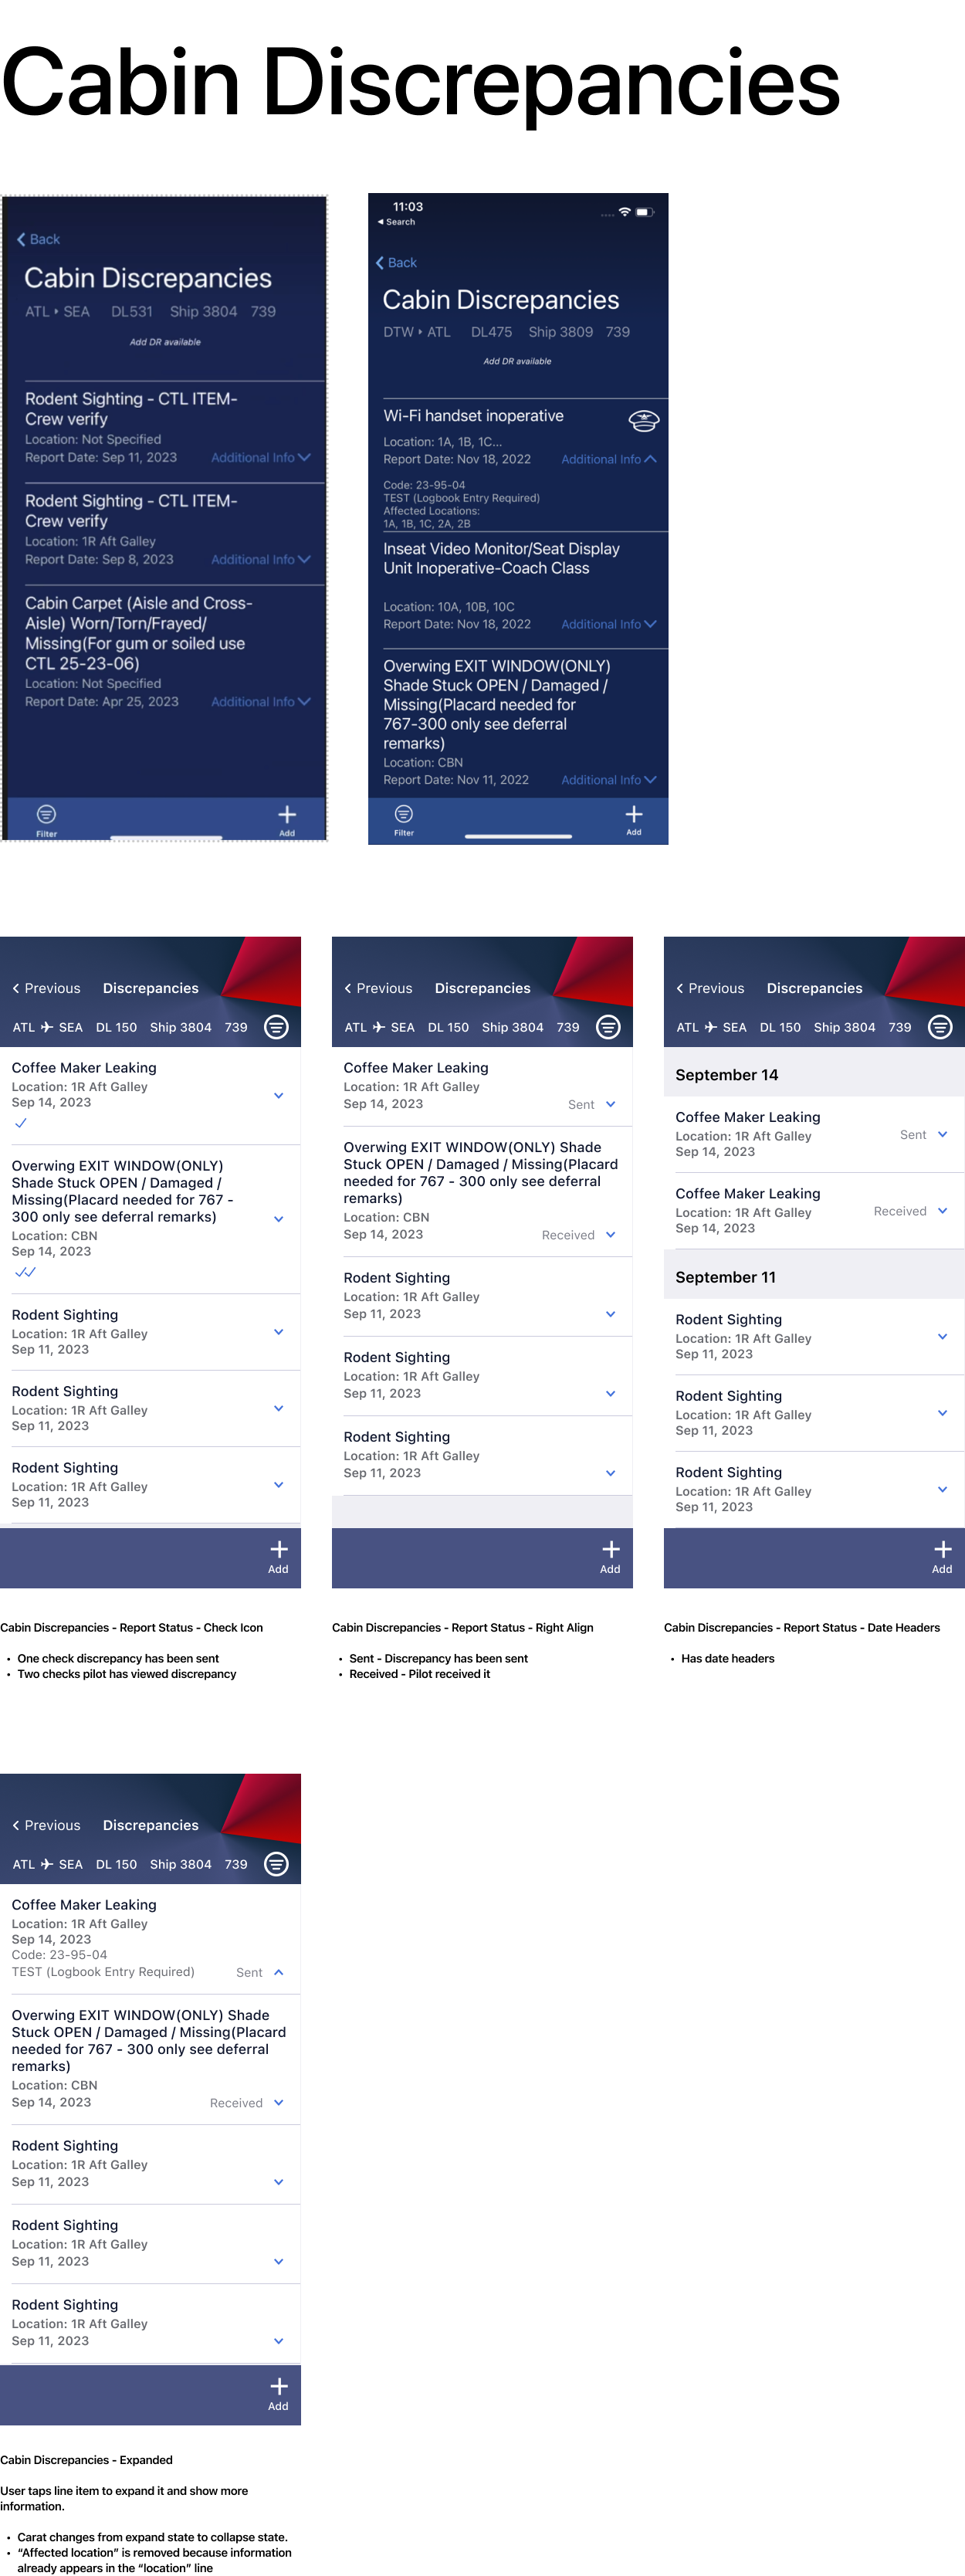 Cabin Discrepancies
Back
Cabin Discrepancies
ATL ‣ SEA DL531 Ship 3804 739
Add DR available
Rodent Sighting - CTL ITEM-
Crew verify
Location: Not Specified
Report Date: Sep 11, 2023 Additional Info
Rodent Sighting - CTL ITEM-
Crew verify
Location: 1R Aft Galley
Report Date: Sep 8, 2023 Additional Info
Cabin Carpet (Aisle and Cross-
Aisle) Worn/Torn/Frayed/
Missing(For gum or soiled use
CTL 25-23-06)
Location: Not Specified
Report Date: Apr 25, 2023 Additional Info
Filter Add
11:03
◂ Search
Back
Cabin Discrepancies
DTW ‣ ATL DL475 Ship 3809 739
Add DR available
Wi-Fi handset inoperative
Location: 1A, 1B, 1C...
Report Date: Nov 18, 2022 Additional Info
Code: 23-95-04
TEST (Logbook Entry Required)
Affected Locations:
1A, 1B, 1C, 2A, 2B
Inseat Video Monitor/Seat Display
Unit Inoperative-Coach Class
Location: 10A, 10B, 10C
Report Date: Nov 18, 2022 Additional Info
Overwing EXIT WINDOW(ONLY)
Shade Stuck OPEN / Damaged /
Missing(Placard needed for
767-300 only see deferral
remarks)
Location: CBN
Report Date: Nov 11, 2022 Additional Info
Filter Add
Previous Discrepancies
ATL SEA DL 150 Ship 3804 739
Coffee Maker Leaking
Location: 1R Aft Galley
Sep 14, 2023
Overwing EXIT WINDOW(ONLY)
Shade Stuck OPEN / Damaged /
Missing(Placard needed for 767 -
300 only see deferral remarks)
Location: CBN
Sep 14, 2023
Rodent Sighting
Location: 1R Aft Galley
Sep 11, 2023
Rodent Sighting
Location: 1R Aft Galley
Sep 11, 2023
Rodent Sighting
Location: 1R Aft Galley
Sep 11, 2023
Add
Cabin Discrepancies - Report Status - Check Icon
• One check discrepancy has been sent
• Two checks pilot has viewed discrepancy
Previous Discrepancies
ATL SEA DL 150 Ship 3804 739
Coffee Maker Leaking
Location: 1R Aft Galley
Sep 14, 2023 Sent
Overwing EXIT WINDOW(ONLY) Shade
Stuck OPEN / Damaged / Missing(Placard
needed for 767 - 300 only see deferral
remarks)
Location: CBN
Sep 14, 2023 Received
Rodent Sighting
Location: 1R Aft Galley
Sep 11, 2023
Rodent Sighting
Location: 1R Aft Galley
Sep 11, 2023
Rodent Sighting
Location: 1R Aft Galley
Sep 11, 2023
Add
Cabin Discrepancies - Report Status - Right Align
• Sent - Discrepancy has been sent
• Received - Pilot received it
Previous Discrepancies
ATL SEA DL 150 Ship 3804 739
September 14
Coffee Maker Leaking
Location: 1R Aft Galley Sent
Sep 14, 2023
Coffee Maker Leaking
Location: 1R Aft Galley Received
Sep 14, 2023
September 11
Rodent Sighting
Location: 1R Aft Galley
Sep 11, 2023
Rodent Sighting
Location: 1R Aft Galley
Sep 11, 2023
Rodent Sighting
Location: 1R Aft Galley
Sep 11, 2023
Add
Cabin Discrepancies - Report Status - Date Headers
• Has date headers
Previous Discrepancies
ATL SEA DL 150 Ship 3804 739
Coffee Maker Leaking
Location: 1R Aft Galley
Sep 14, 2023
Code: 23-95-04
TEST (Logbook Entry Required) Sent
Overwing EXIT WINDOW(ONLY) Shade
Stuck OPEN / Damaged / Missing(Placard
needed for 767 - 300 only see deferral
remarks)
Location: CBN
Sep 14, 2023 Received
Rodent Sighting
Location: 1R Aft Galley
Sep 11, 2023
Rodent Sighting
Location: 1R Aft Galley
Sep 11, 2023
Rodent Sighting
Location: 1R Aft Galley
Sep 11, 2023
Add
Cabin Discrepancies - Expanded
User taps line item to expand it and show more
information.
• Carat changes from expand state to collapse state.
• “Affected location” is removed because information
already appears in the “location” line